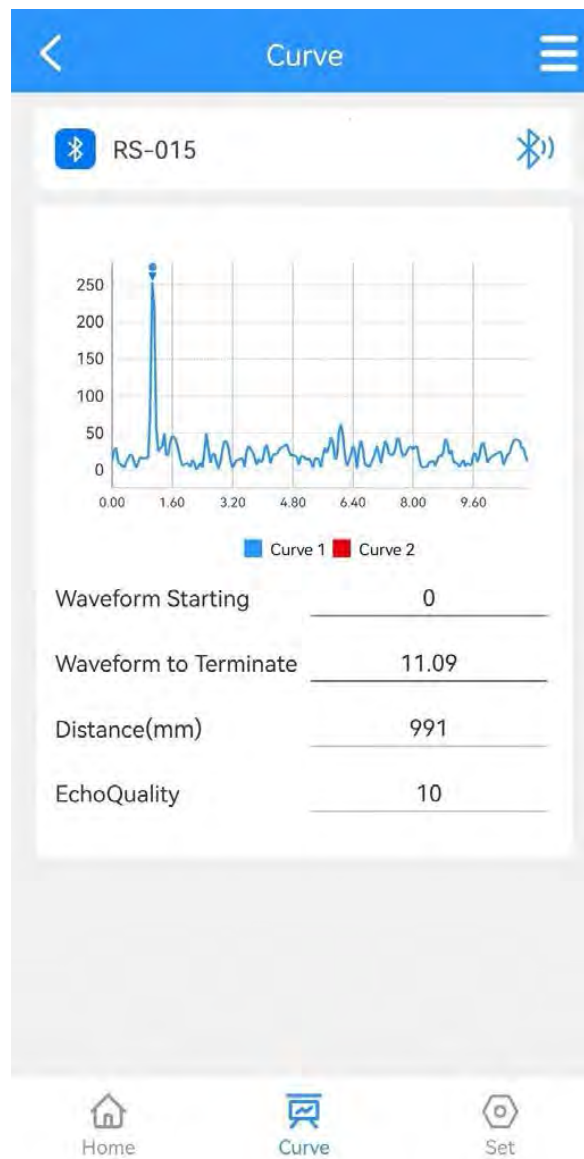 Curve
RS-015
250
200
150
100
50
0
0.00 1.60 3.20 4.80 6.40 8.00 9.60
Curve 1 Curve 2
Waveform Starting 0
Waveform to Terminate 11.09
Distance(mm) 991
EchoQuality 10
Home Curve Set